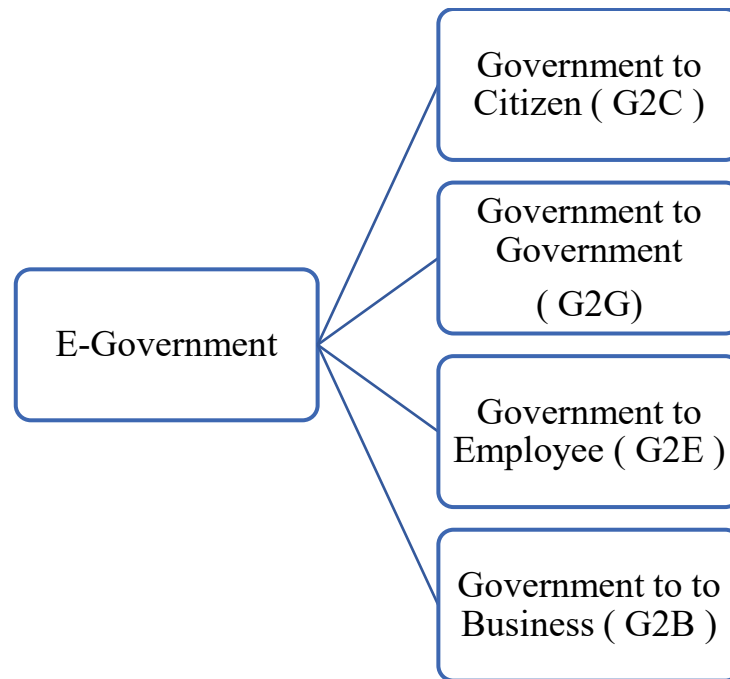 Government to
Citizen ( G2C )
Government to
Government
( G2G)
E-Government
Government to
Employee ( G2E )
Government to to
Business ( G2B )